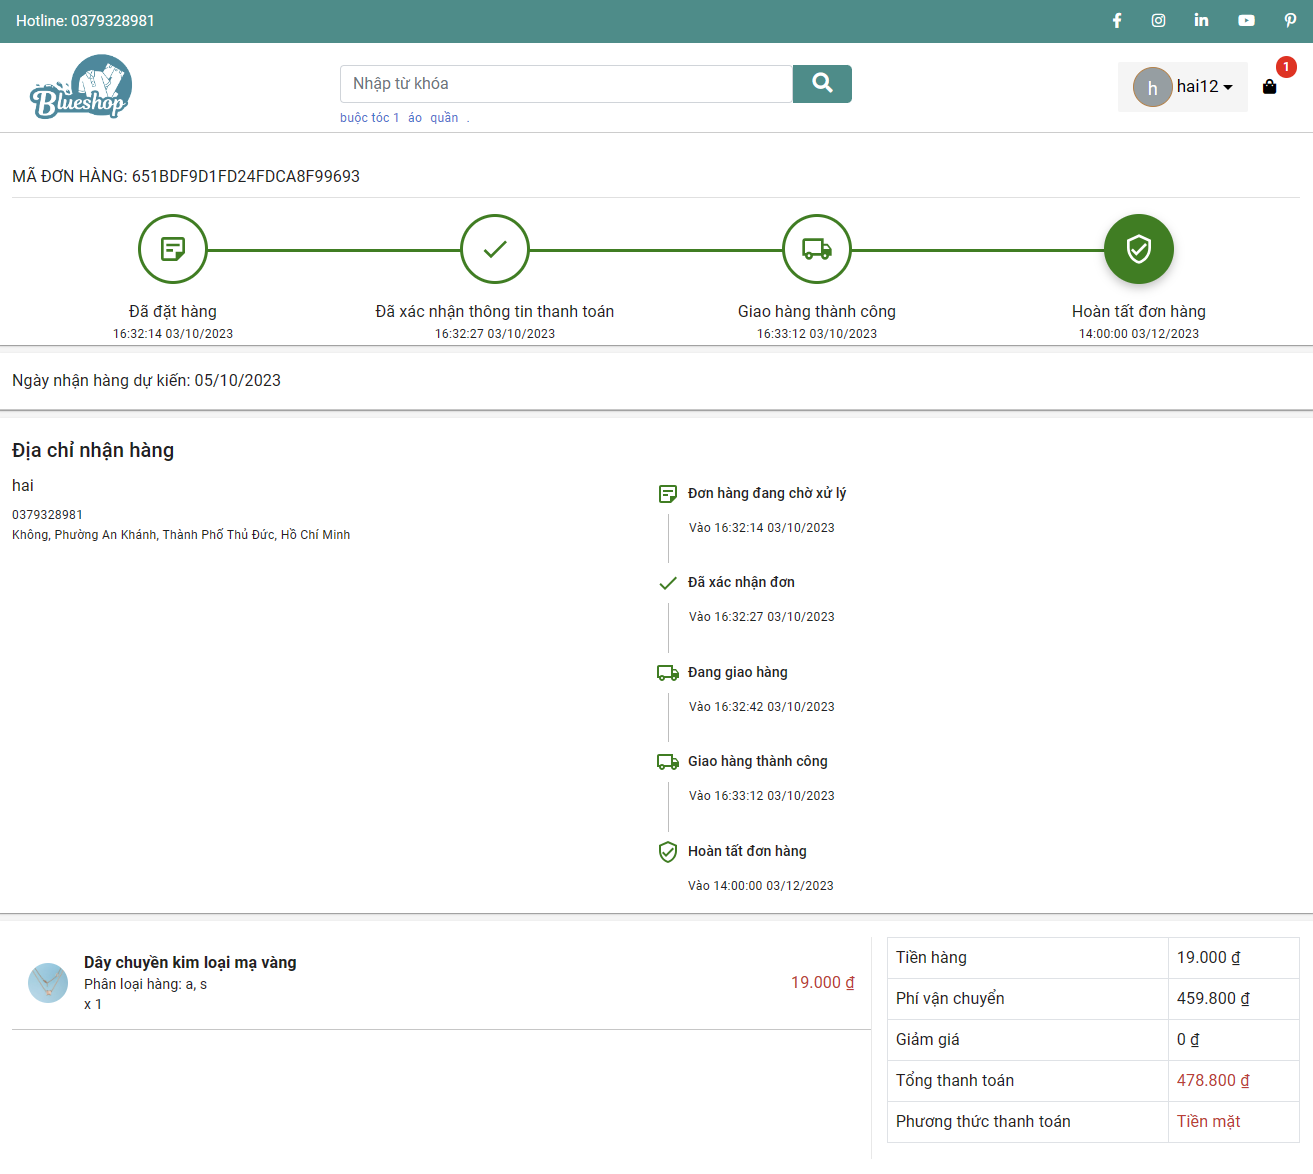 Hotline: 0379328981
Blueshop
Nhập từ khóa
buộc tóc 1 áo quần .
h hai12
1
MÃ ĐƠN HÀNG: 651BDF9D1FD24FDCA8F99693
Đã đặt hàng
16:32:14 03/10/2023
Đã xác nhận thông tin thanh toán
16:32:27 03/10/2023
Giao hàng thành công
16:33:12 03/10/2023
Hoàn tất đơn hàng
14:00:00 03/12/2023
Ngày nhận hàng dự kiến: 05/10/2023
Địa chỉ nhận hàng
hai
0379328981
Không, Phường An Khánh, Thành Phố Thủ Đức, Hồ Chí Minh
Đơn hàng đang chờ xử lý
Vào 16:32:14 03/10/2023
Đã xác nhận đơn
Vào 16:32:27 03/10/2023
Đang giao hàng
Vào 16:32:42 03/10/2023
Giao hàng thành công
Vào 16:33:12 03/10/2023
Hoàn tất đơn hàng
Vào 14:00:00 03/12/2023
Dây chuyền kim loại mạ vàng
Phân loại hàng: a, s
x 1
19.000 ₫
Tiền hàng 19.000 ₫
Phí vận chuyển 459.800 ₫
Giảm giá 0 ₫
Tổng thanh toán 478.800 ₫
Phương thức thanh toán Tiền mặt